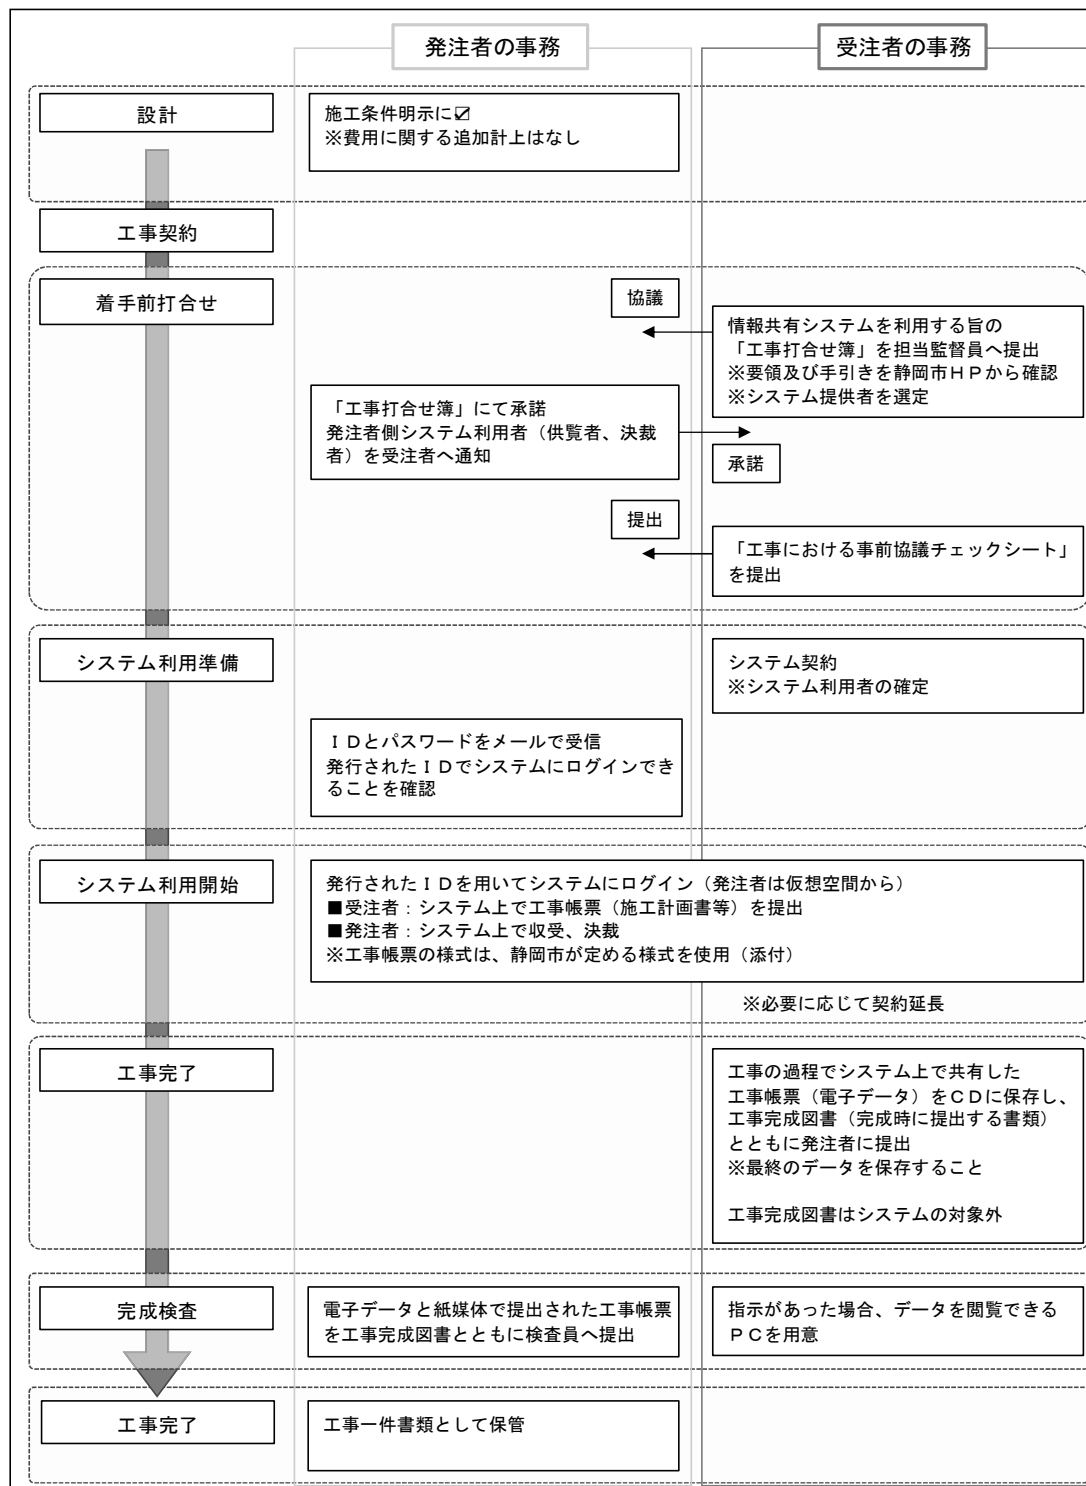 発注者の事務
受注者の事務
設計
施工条件明示に☑
※費用に関する追加計上はなし
工事契約
着手前打合せ
協議
情報共有システムを利用する旨の
「工事打合せ簿」を担当監督員へ提出
※要領及び手引きを静岡市ＨＰから確認
※システム提供者を選定
「工事打合せ簿」にて承諾
発注者側システム利用者（供覧者、決裁
者）を受注者へ通知
承諾
提出
「工事における事前協議チェックシート」
を提出
システム利用準備
システム契約
※システム利用者の確定
ＩＤとパスワードをメールで受信
発行されたＩＤでシステムにログインでき
ることを確認
システム利用開始
発行されたＩＤを用いてシステムにログイン（発注者は仮想空間から）
■受注者：システム上で工事帳票（施工計画書等）を提出
■発注者：システム上で収受、決裁
※工事帳票の様式は、静岡市が定める様式を使用（添付）
※必要に応じて契約延長
工事完了
工事の過程でシステム上で共有した
工事帳票（電子データ）をＣＤに保存し、
工事完成図書（完成時に提出する書類）
とともに発注者に提出
※最終のデータを保存すること
工事完成図書はシステムの対象外
完成検査
電子データと紙媒体で提出された工事帳票
を工事完成図書とともに検査員へ提出
指示があった場合、データを閲覧できる
ＰＣを用意
工事完了
工事一件書類として保管